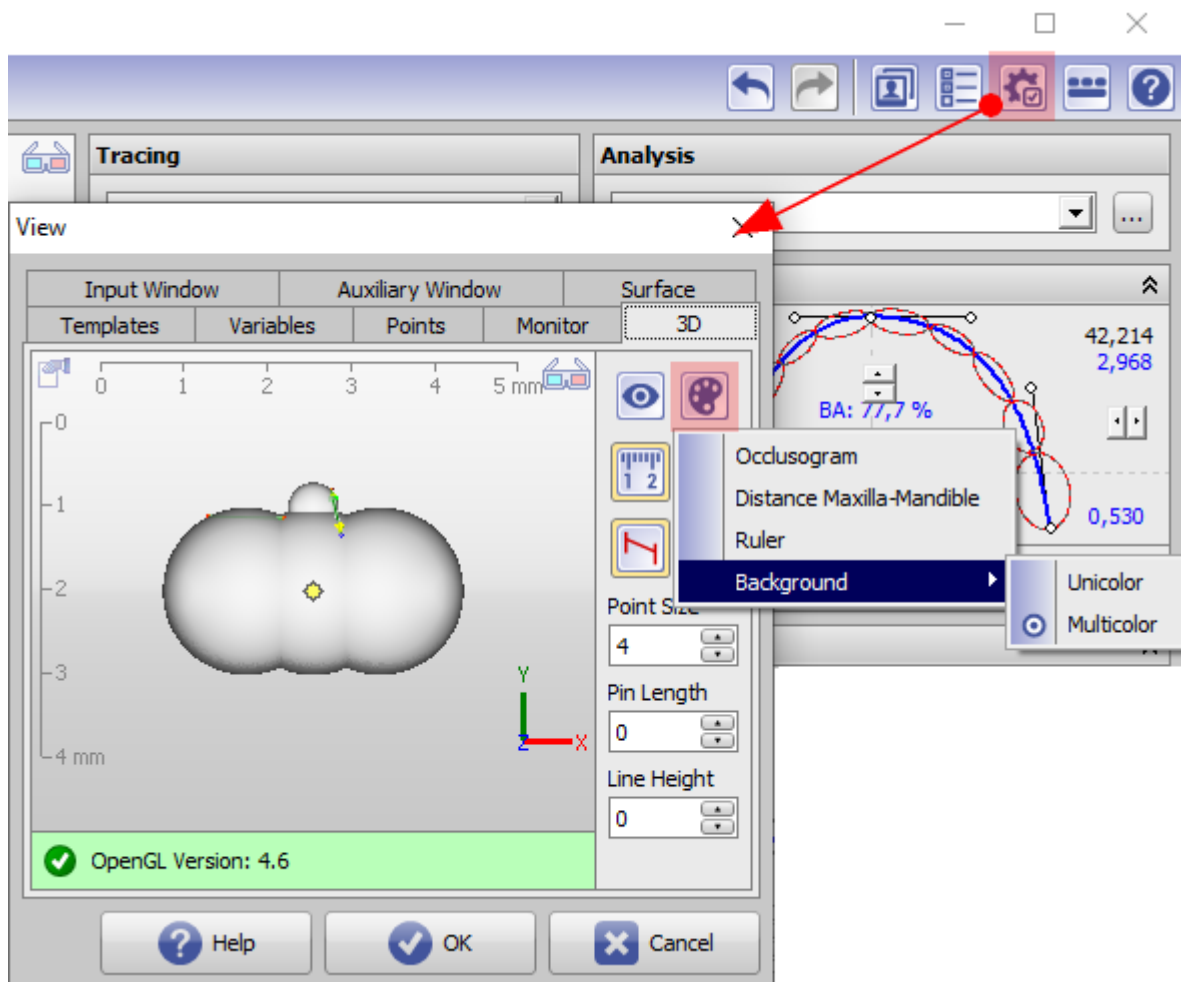 Tracing
Analysis
...
View
Input Window
Auxiliary Window
Surface
Templates
Variables
Points
Monitor
3D
42,214
2,968
BA: 77,7 %
0,530
0 1 2 3 4 5 mm
0
1
2
3
4 mm
1 2
Occlusogram
Distance Maxilla-Mandible
Ruler
Background
Unicolor
Multicolor
Point Size
4
Pin Length
0
Line Height
0
Y
Z
X
OpenGL Version: 4.6
Help
OK
Cancel